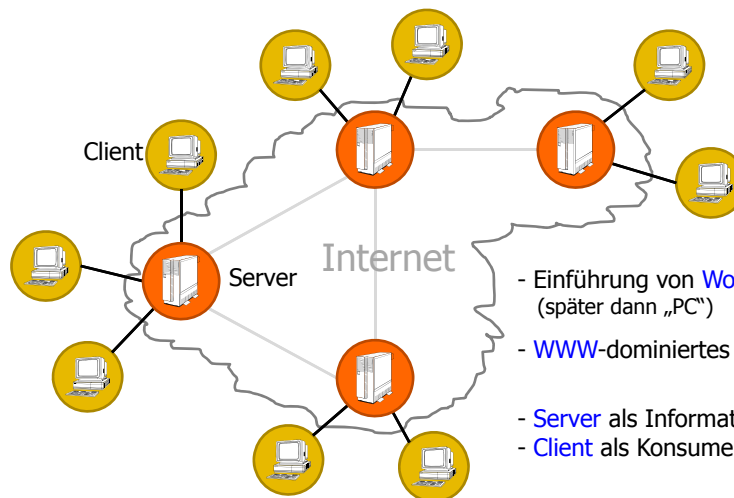 Client
Server
Internet
- Einführung von Wo
(später dann „PC“)
- WWW-dominiertes
- Server als Informat
- Client als Konsume